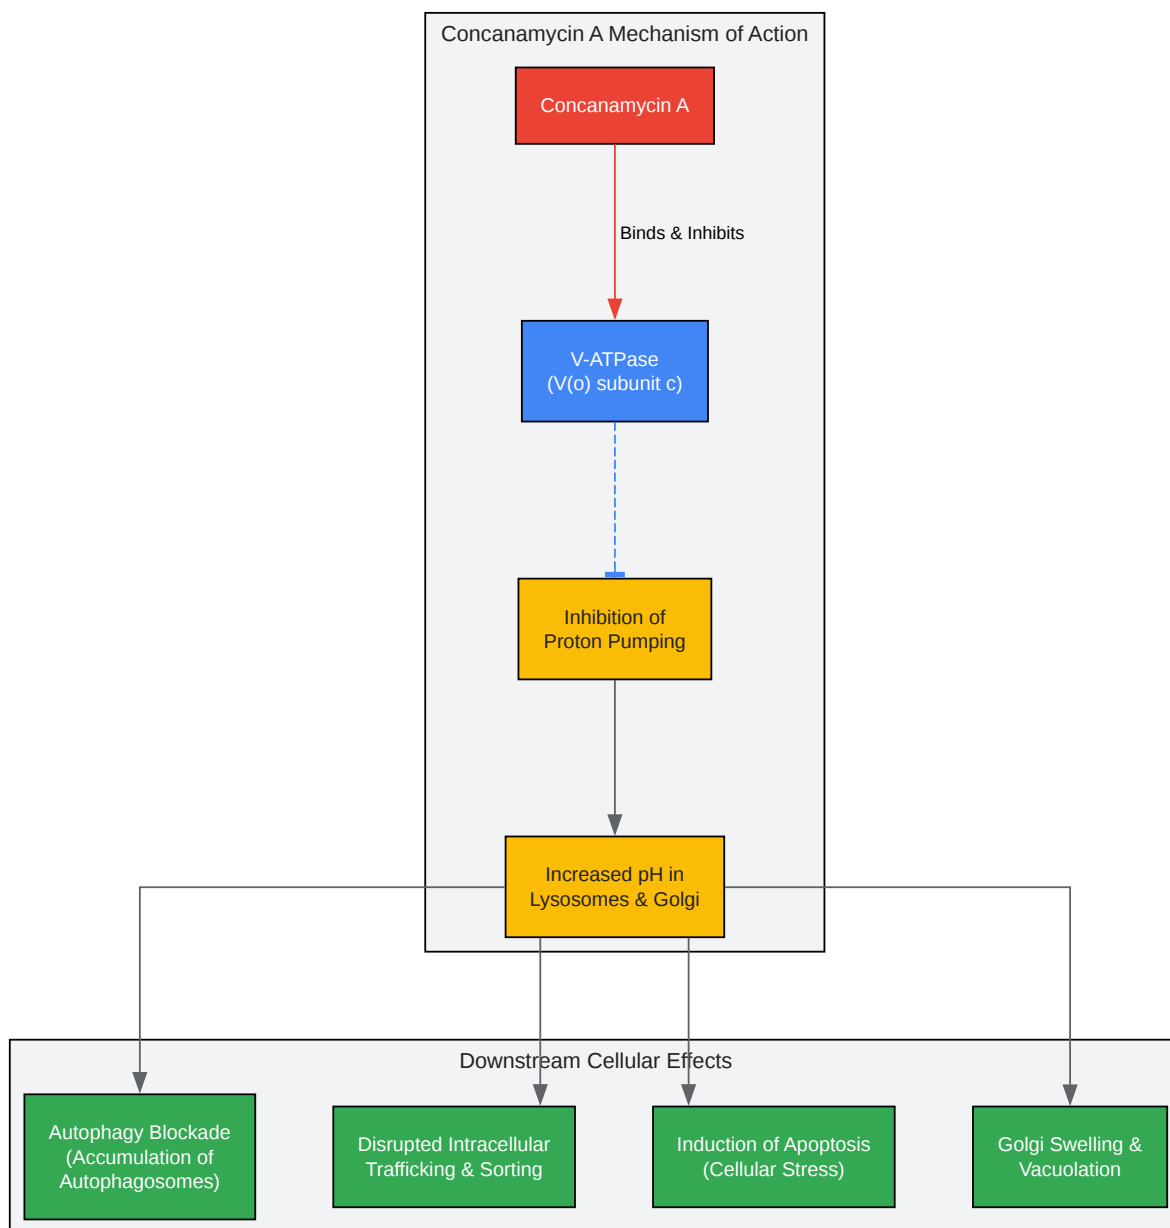 Concanamycin A Mechanism of Action
Concanamycin A
Binds & Inhibits
V-ATPase
(V(o) subunit c)
Inhibition of
Proton Pumping
Increased pH in
Lysosomes & Golgi
Downstream Cellular Effects
Autophagy Blockade
(Accumulation of
Autophagosomes)
Disrupted Intracellular
Trafficking & Sorting
Induction of Apoptosis
(Cellular Stress)
Golgi Swelling &
Vacuolation